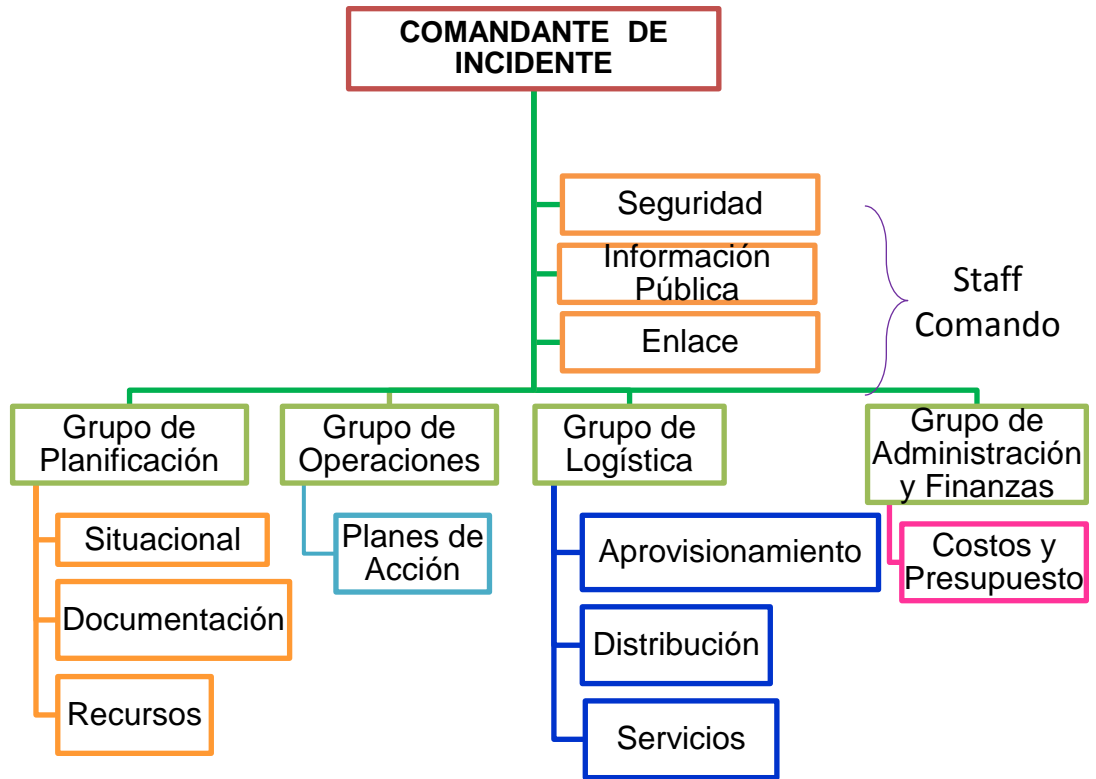 COMANDANTE DE
INCIDENTE
Seguridad
Información
Pública
Enlace
Staff
Comando
Grupo de
Planificación
Grupo de
Operaciones
Grupo de
Logística
Grupo de
Administración
y Finanzas
Situacional
Documentación
Recursos
Planes de
Acción
Aprovisionamiento
Distribución
Servicios
Costos y
Presupuesto